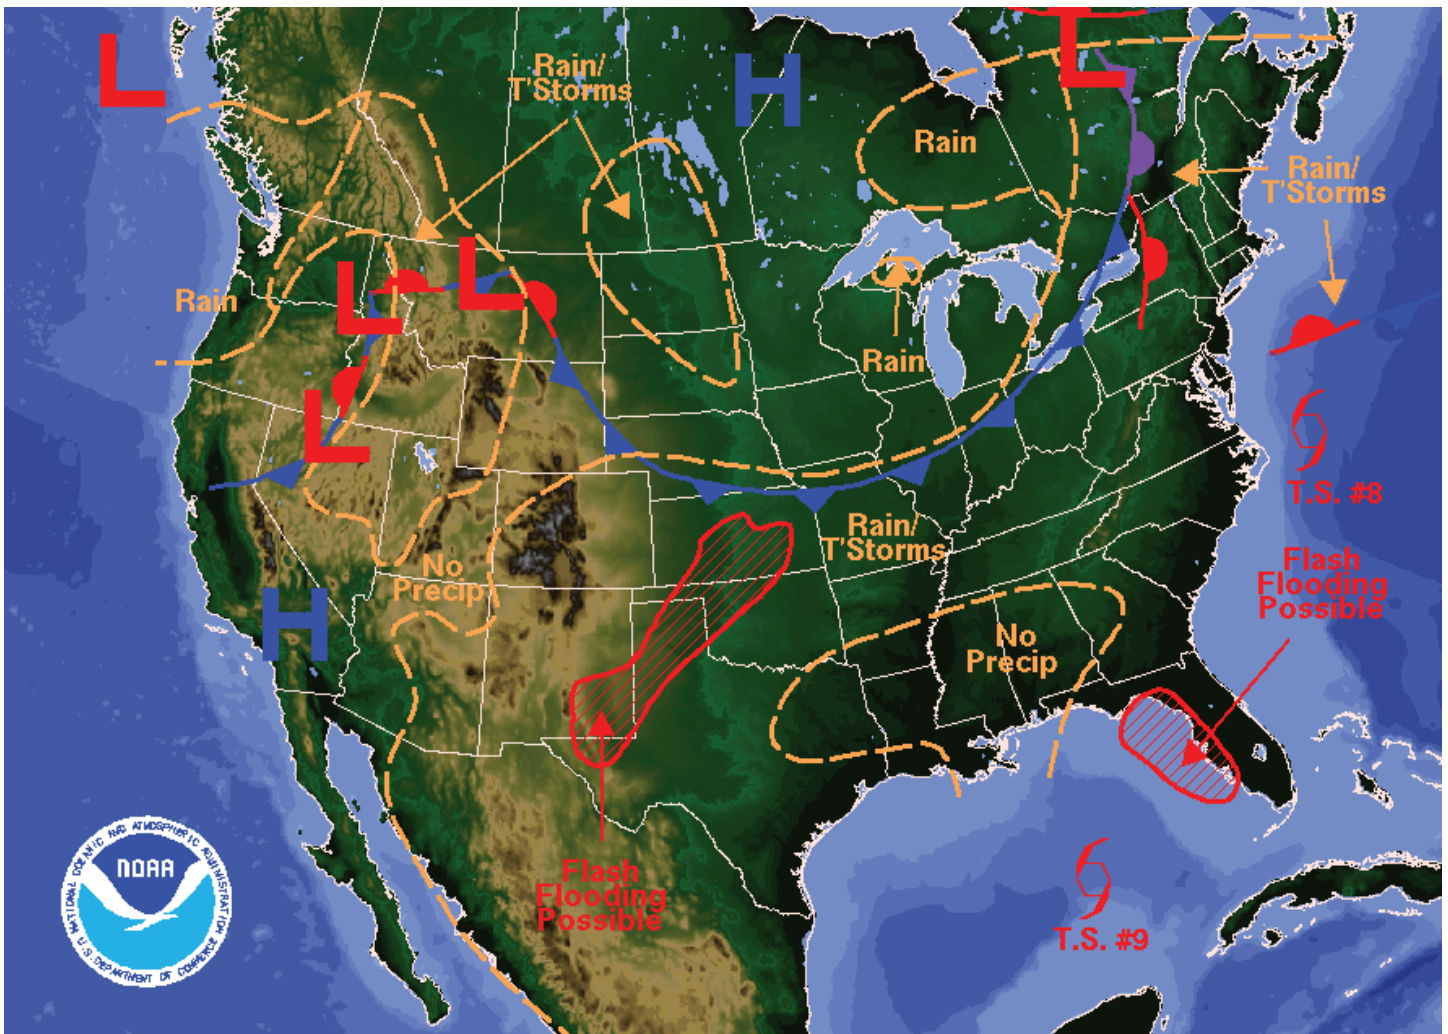 L
Rain/
T'Storms
H
L
Rain
Rain/
T'Storms
Rain
L
L
Rain
L
T.S. #8
Rain/
T'Storms
No
Precip
H
Flash
Flooding
Possible
No
Precip
NATIONAL OCEANIC AND ATMOSPHERIC ADMINISTRATION
NOAA
U.S. DEPARTMENT OF COMMERCE
Flash
Flooding
Possible
T.S. #9